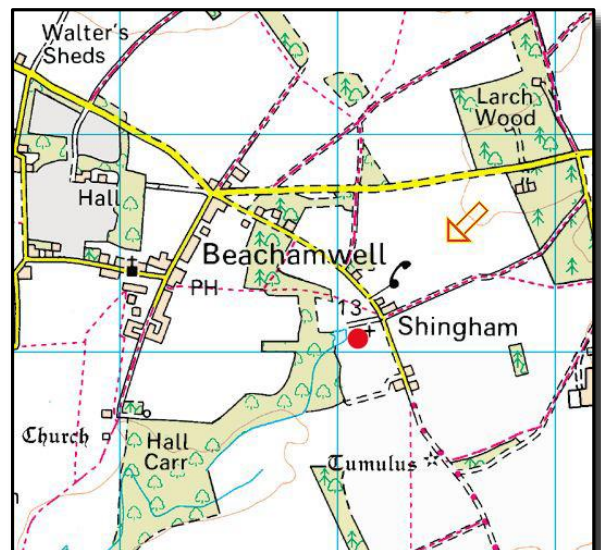 Walter's
Sheds
Larch
Wood
Hall
Beachamwell
PH
13
Shingham
Church
Hall
Carr
Tumulus